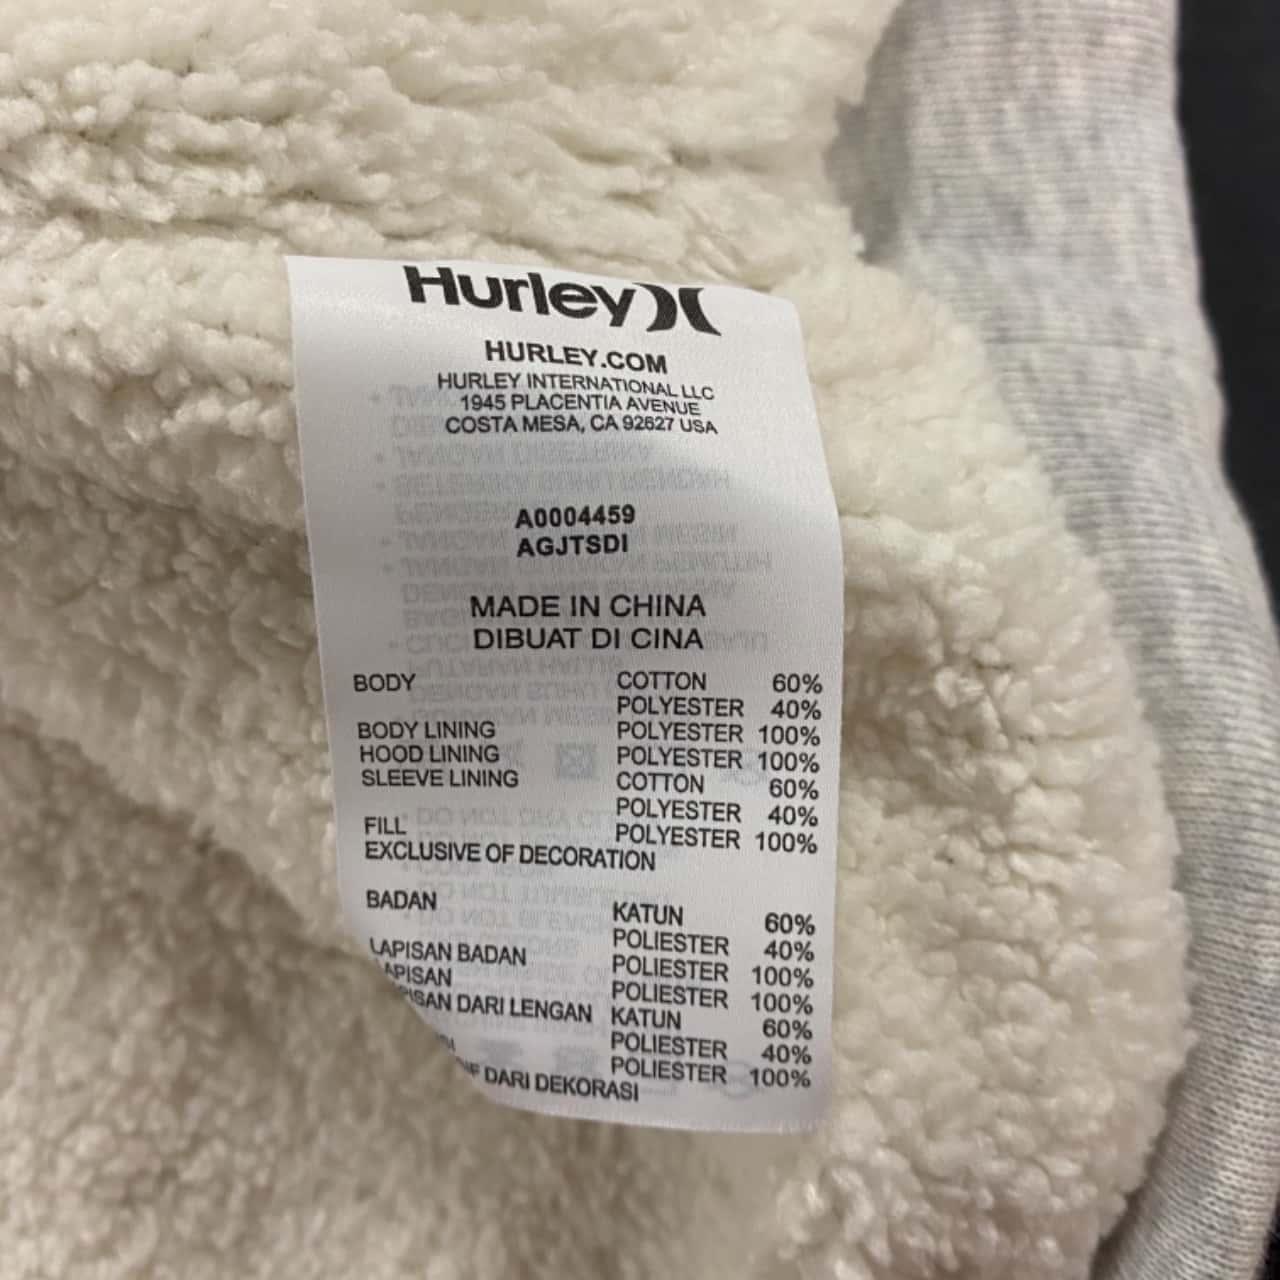 Hurley
HURLEY.COM
HURLEY INTERNATIONAL LLC
1945 PLACENTIA AVENUE
COSTA MESA, CA 92627 USA
A0004459
AGJTSDI
MADE IN CHINA
DIBUAT DI CINA
BODY COTTON 60%
POLYESTER 40%
BODY LINING POLYESTER 100%
HOOD LINING POLYESTER 100%
SLEEVE LINING COTTON 60%
POLYESTER 40%
FILL POLYESTER 100%
EXCLUSIVE OF DECORATION
BADAN KATUN 60%
POLIESTER 40%
LAPISAN BADAN POLIESTER 100%
LAPISAN POLIESTER 100%
DARI LENGAN KATUN 60%
POLIESTER 40%
POLIESTER 100%
DARI DEKORASI